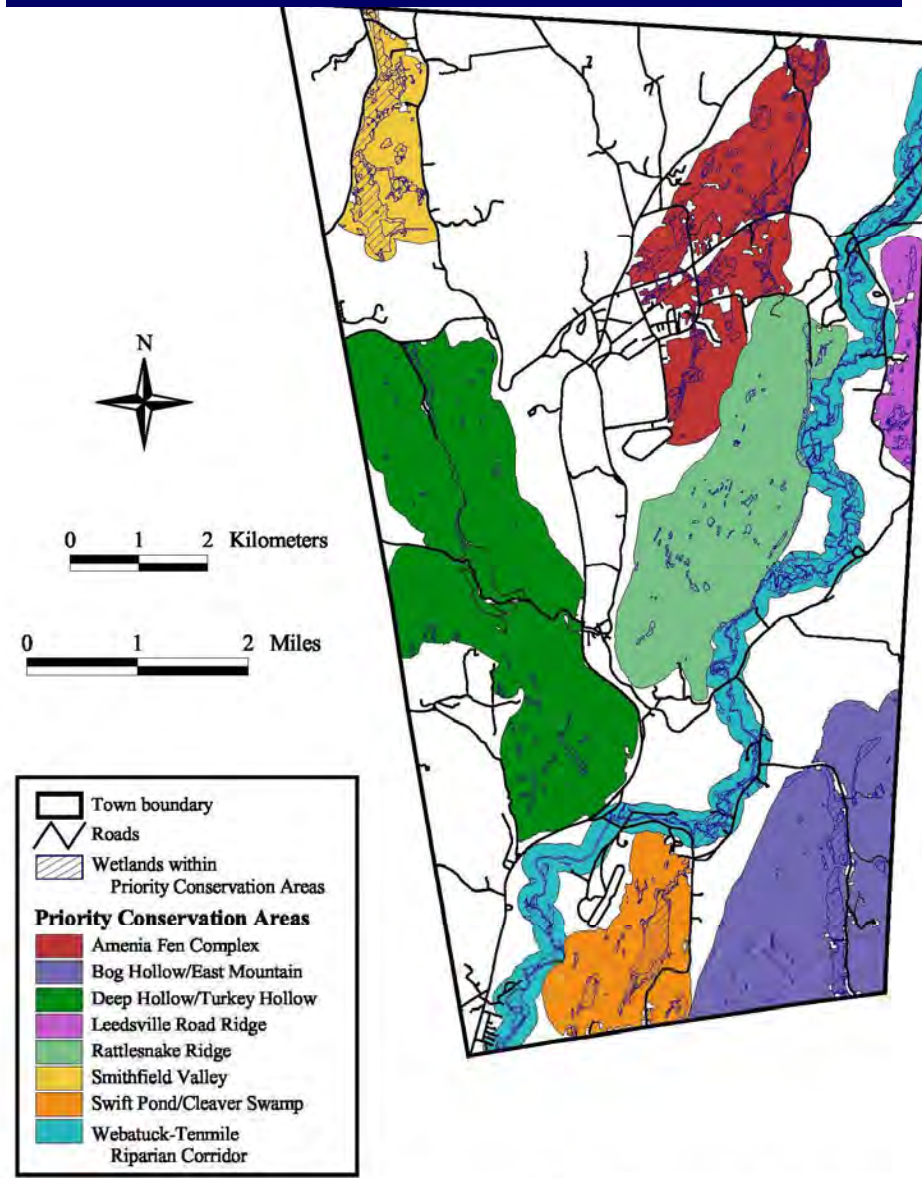 N
0 1 2 Kilometers
0 1 2 Miles
Town boundary
Roads
Wetlands within
Priority Conservation Areas
Priority Conservation Areas
Amenia Fen Complex
Bog Hollow/East Mountain
Deep Hollow/Turkey Hollow
Leedsville Road Ridge
Rattlesnake Ridge
Smithfield Valley
Swift Pond/Cleaver Swamp
Webatuck-Tenmile
Riparian Corridor